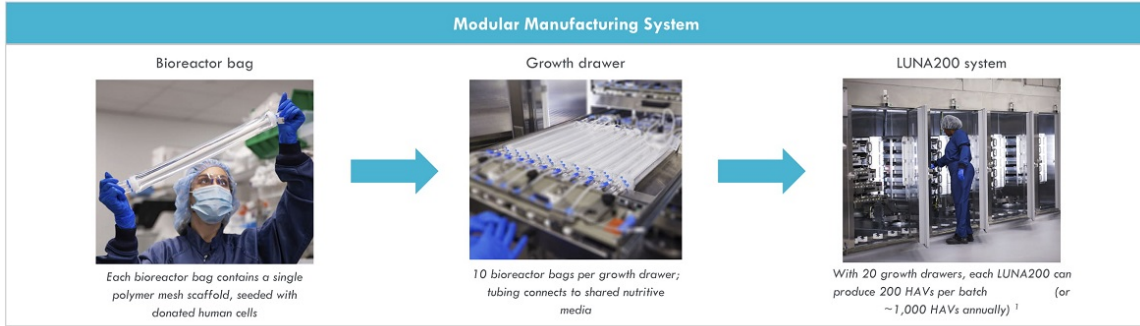 Modular Manufacturing System
Bioreactor bag
Each bioreactor bag contains a single
polymer mesh scaffold, seeded with
donated human cells
Growth drawer
10 bioreactor bags per growth drawer;
tubing connects to shared nutritive
media
LUNA200 system
With 20 growth drawers, each LUNA200 can
produce 200 HAVs per batch (or
~1,000 HAVs annually) 1